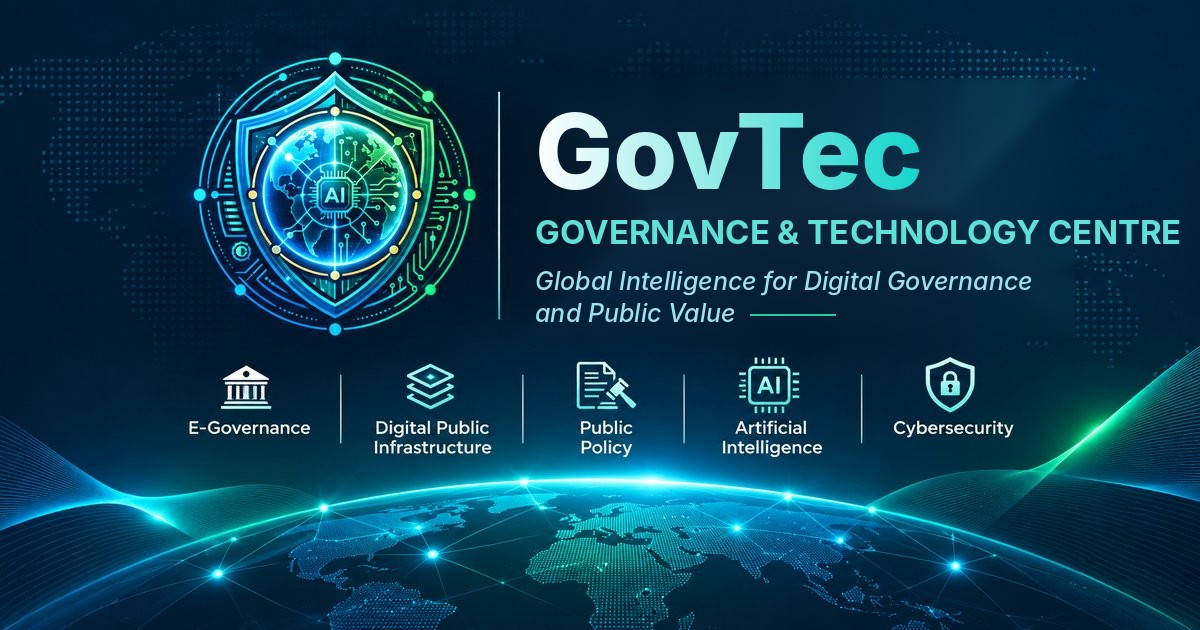 AI
GovTec
GOVERNANCE & TECHNOLOGY CENTRE
Global Intelligence for Digital Governance
and Public Value
E-Governance
Digital Public
Infrastructure
Public
Policy
AI
Artificial
Intelligence
Cybersecurity